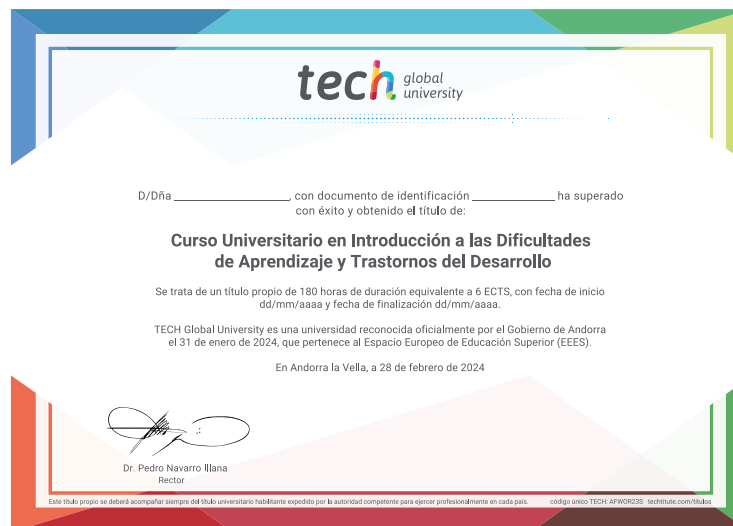 tech global
university
D/Dña ______________, con documento de identificación ____________ ha superado
con éxito y obtenido el título de:
Curso Universitario en Introducción a las Dificultades
de Aprendizaje y Trastornos del Desarrollo
Se trata de un título propio de 180 horas de duración equivalente a 6 ECTS, con fecha de inicio
dd/mm/aaaa y fecha de finalización dd/mm/aaaa.
TECH Global University es una universidad reconocida oficialmente por el Gobierno de Andorra
el 31 de enero de 2024, que pertenece al Espacio Europeo de Educación Superior (EEES).
En Andorra la Vella, a 28 de febrero de 2024
Dr. Pedro Navarro Illana
Rector
Este título propio se deberá acompañar siempre del título universitario habilitante expedido por la autoridad competente para ejercer profesionalmente en cada país. código único TECH: AFWOR23S techtitute.com/titulos